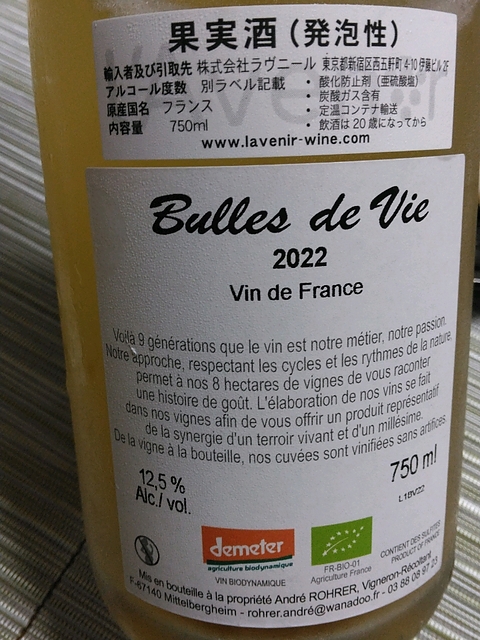 果実酒(発泡性)
輸入者及び引取先 株式会社ラヴニール 東京都新宿区西五軒町4-10 伊藤ビル2F
アルコール度数 別ラベル記載 ・ 酸化防止剤(亜硫酸塩)
原産国名 フランス ・ 炭酸ガス含有
内容量 750ml ・ 定温コンテナ輸送
・ 飲酒は20歳になってから
www.lavenir-wine.com
Bulles de Vie
2022
Vin de France
Voilà 9 générations que le vin est notre métier, notre passion.
Notre approche, respectant les cycles et les rythmes de la nature,
permet à nos 8 hectares de vignes de vous raconter
une histoire de goût. L'élaboration de nos vins se fait
dans nos vignes afin de vous offrir un produit représentatif
de la synergie d'un terroir vivant et d'un millésime.
De la vigne à la bouteille, nos cuvées sont vinifiées sans artifices
12,5 %
Alc./ vol.
750 ml
L1BV22
demeter
agriculture biodynamique
VIN BIODYNAMIQUE
FR-BIO-01
Agriculture France
CONTIENT DES SULFITES
PRODUCT OF FRANCE
Mis en bouteille à la propriété André ROHRER, Vigneron-Récoltant
F-67140 Mittelbergheim - rohrer.andré@wanadoo.fr - 03 88 08 97 23